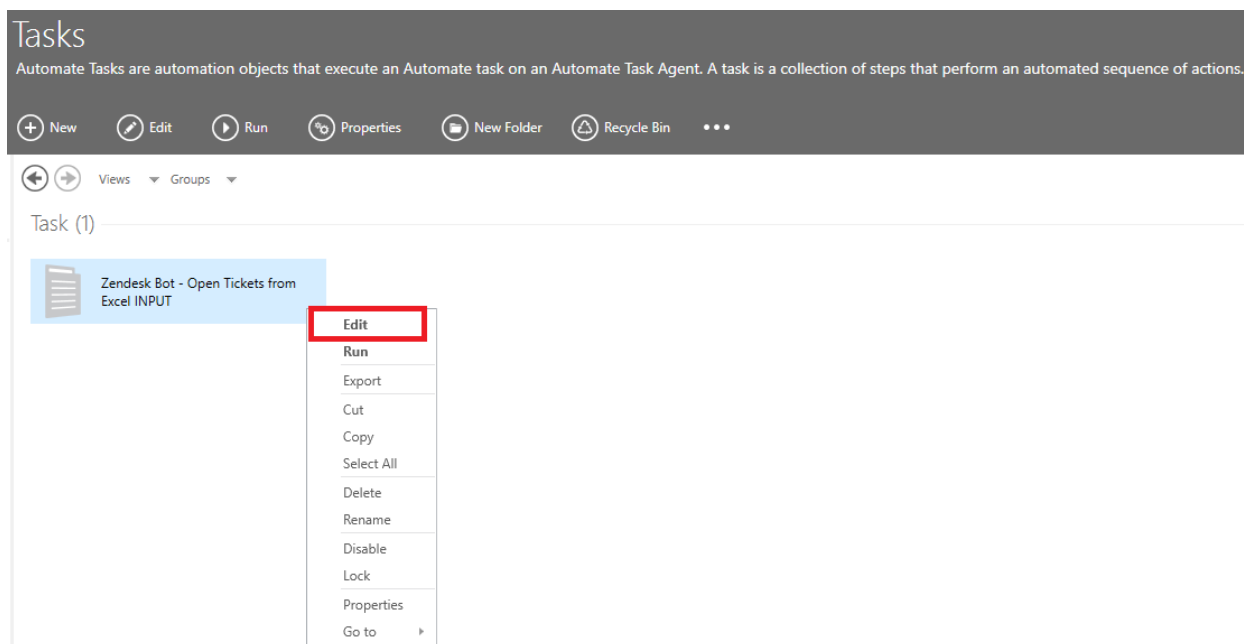 Tasks
Automate Tasks are automation objects that execute an Automate task on an Automate Task Agent. A task is a collection of steps that perform an automated sequence of actions.
New Edit Run Properties New Folder Recycle Bin
Views Groups
Task (1)
Zendesk Bot - Open Tickets from
Excel INPUT
Edit
Run
Export
Cut
Copy
Select All
Delete
Rename
Disable
Lock
Properties
Go to